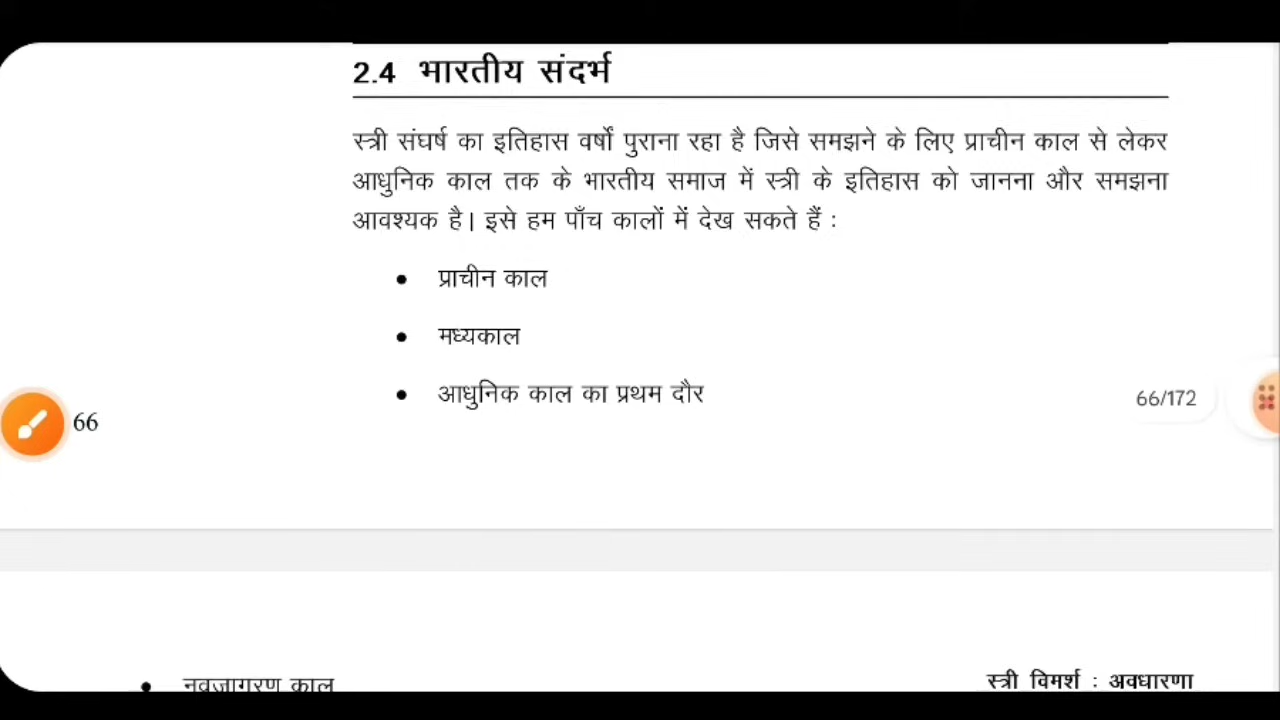 2.4 भारतीय संदर्भ
स्त्री संघर्ष का इतिहास वर्षों पुराना रहा है जिसे समझने के लिए प्राचीन काल से लेकर
आधुनिक काल तक के भारतीय समाज में स्त्री के इतिहास को जानना और समझना
आवश्यक है। इसे हम पाँच कालों में देख सकते हैं :
• प्राचीन काल
• मध्यकाल
• आधुनिक काल का प्रथम दौर
66/172
66
• नवजागरण काल
स्त्री विमर्श : अवधारणा